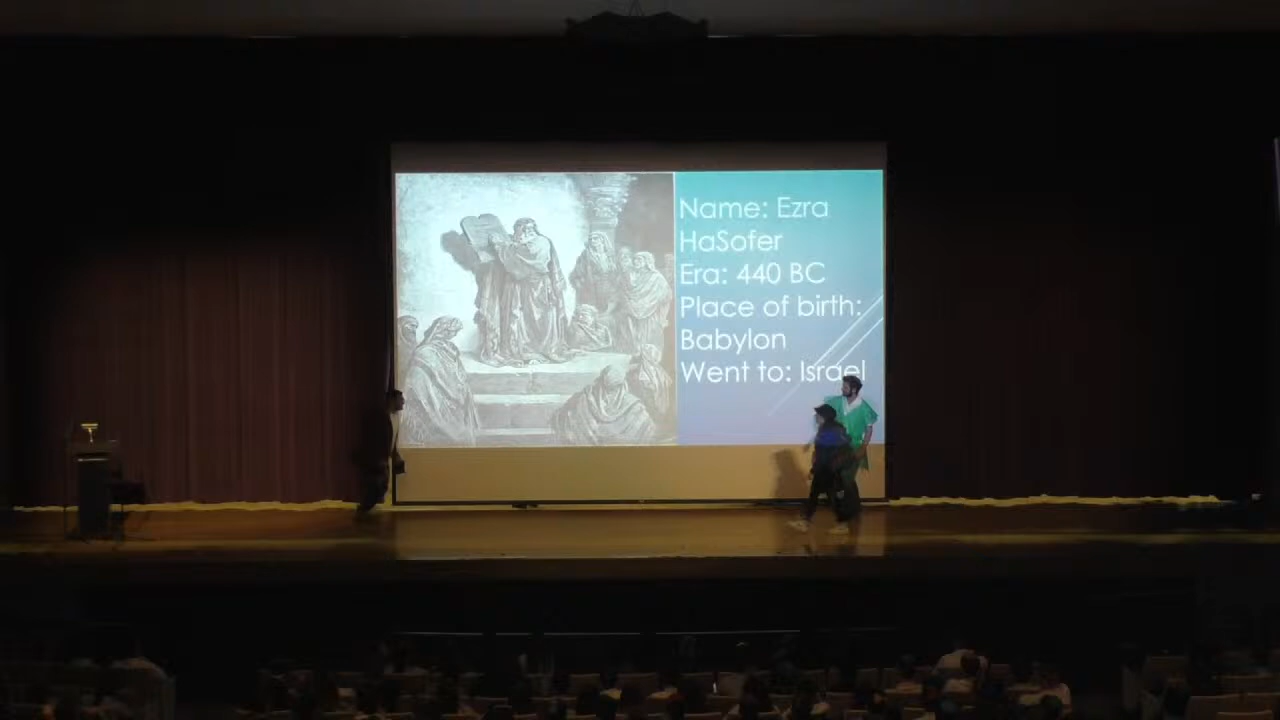 Name: Ezra
HaSofer
Era: 440 BC
Place of birth:
Babylon
Went to: Israel